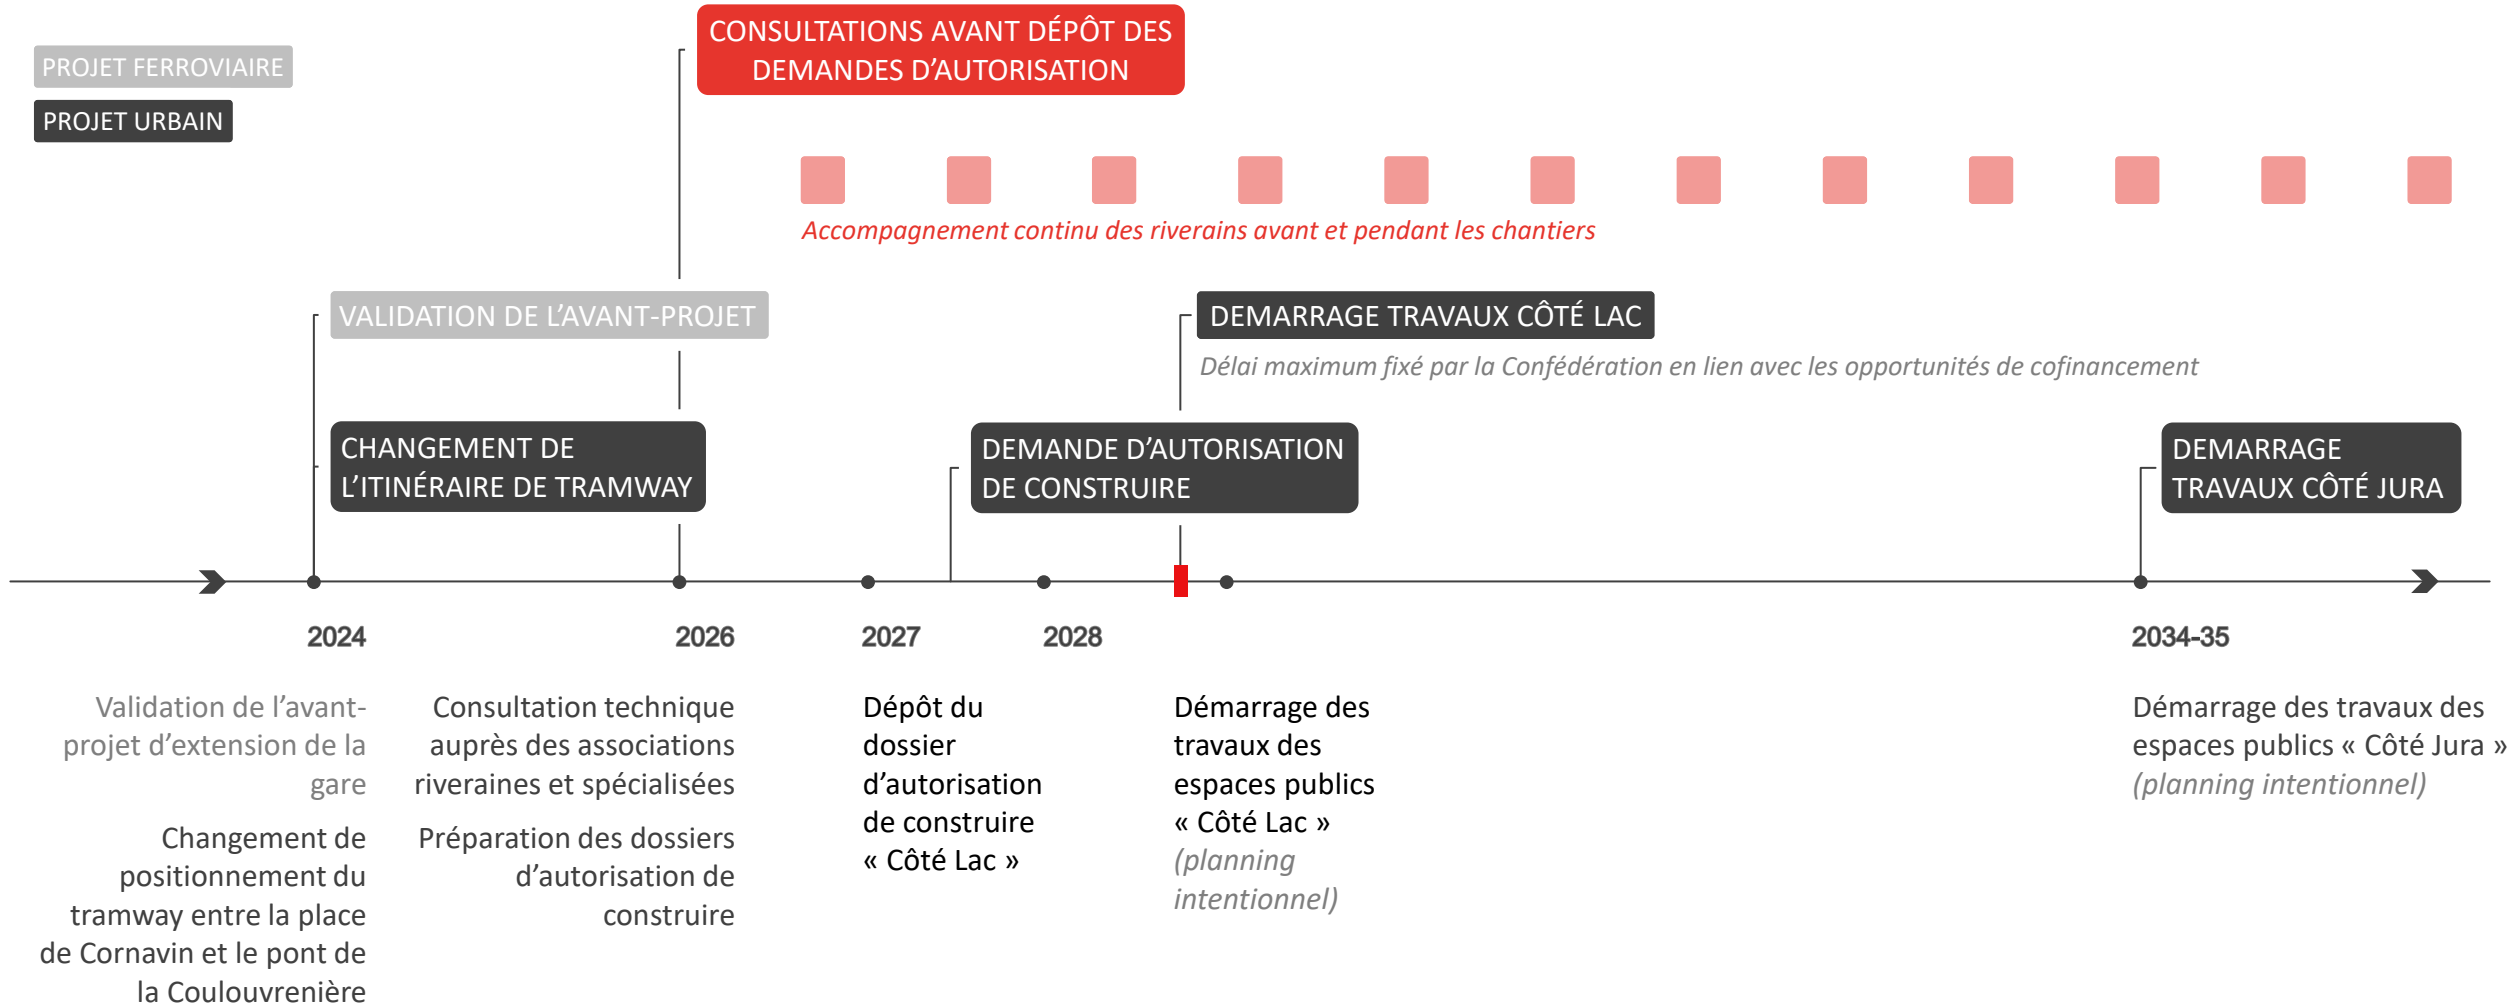 PROJET FERROVIAIRE
PROJET URBAIN
CONSULTATIONS AVANT DÉPÔT DES
DEMANDES D’AUTORISATION
Accompagnement continu des riverains avant et pendant les chantiers
VALIDATION DE L’AVANT-PROJET
DEMARRAGE TRAVAUX CÔTÉ LAC
Délai maximum fixé par la Confédération en lien avec les opportunités de cofinancement
CHANGEMENT DE
L’ITINÉRAIRE DE TRAMWAY
DEMANDE D’AUTORISATION
DE CONSTRUIRE
DEMARRAGE
TRAVAUX CÔTÉ JURA
2024
2026
2027
2028
2034-35
Validation de l’avant-
projet d’extension de la
gare
Changement de
positionnement du
tramway entre la place
de Cornavin et le pont de
la Coulouvrenière
Consultation technique
auprès des associations
riveraines et spécialisées
Préparation des dossiers
d’autorisation de
construire
Dépôt du
dossier
d’autorisation
de construire
« Côté Lac »
Démarrage des
travaux des
espaces publics
« Côté Lac »
(planning
intentionnel)
Démarrage des travaux des
espaces publics « Côté Jura »
(planning intentionnel)